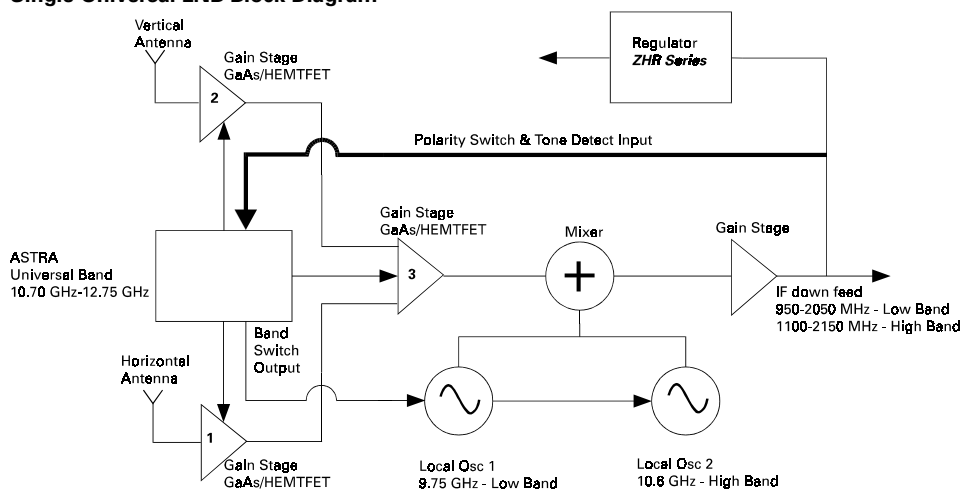 Single Universal LNB Block Diagram
Vertical
Antenna
Gain Stage
GaAs/HEMTFET
2
Regulator
ZHR Series
Polarity Switch & Tone Detect Input
Gain Stage
GaAs/HEMTFET
3
Mixer
+
Gain Stage
ASTRA
Universal Band
10.70 GHz-12.75 GHz
IF down feed
950-2050 MHz - Low Band
1100-2150 MHz - High Band
Band
Switch
Output
Horizontal
Antenna
1
Gain Stage
GaAs/HEMTFET
Local Osc 1
9.75 GHz - Low Band
Local Osc 2
10.6 GHz - High Band